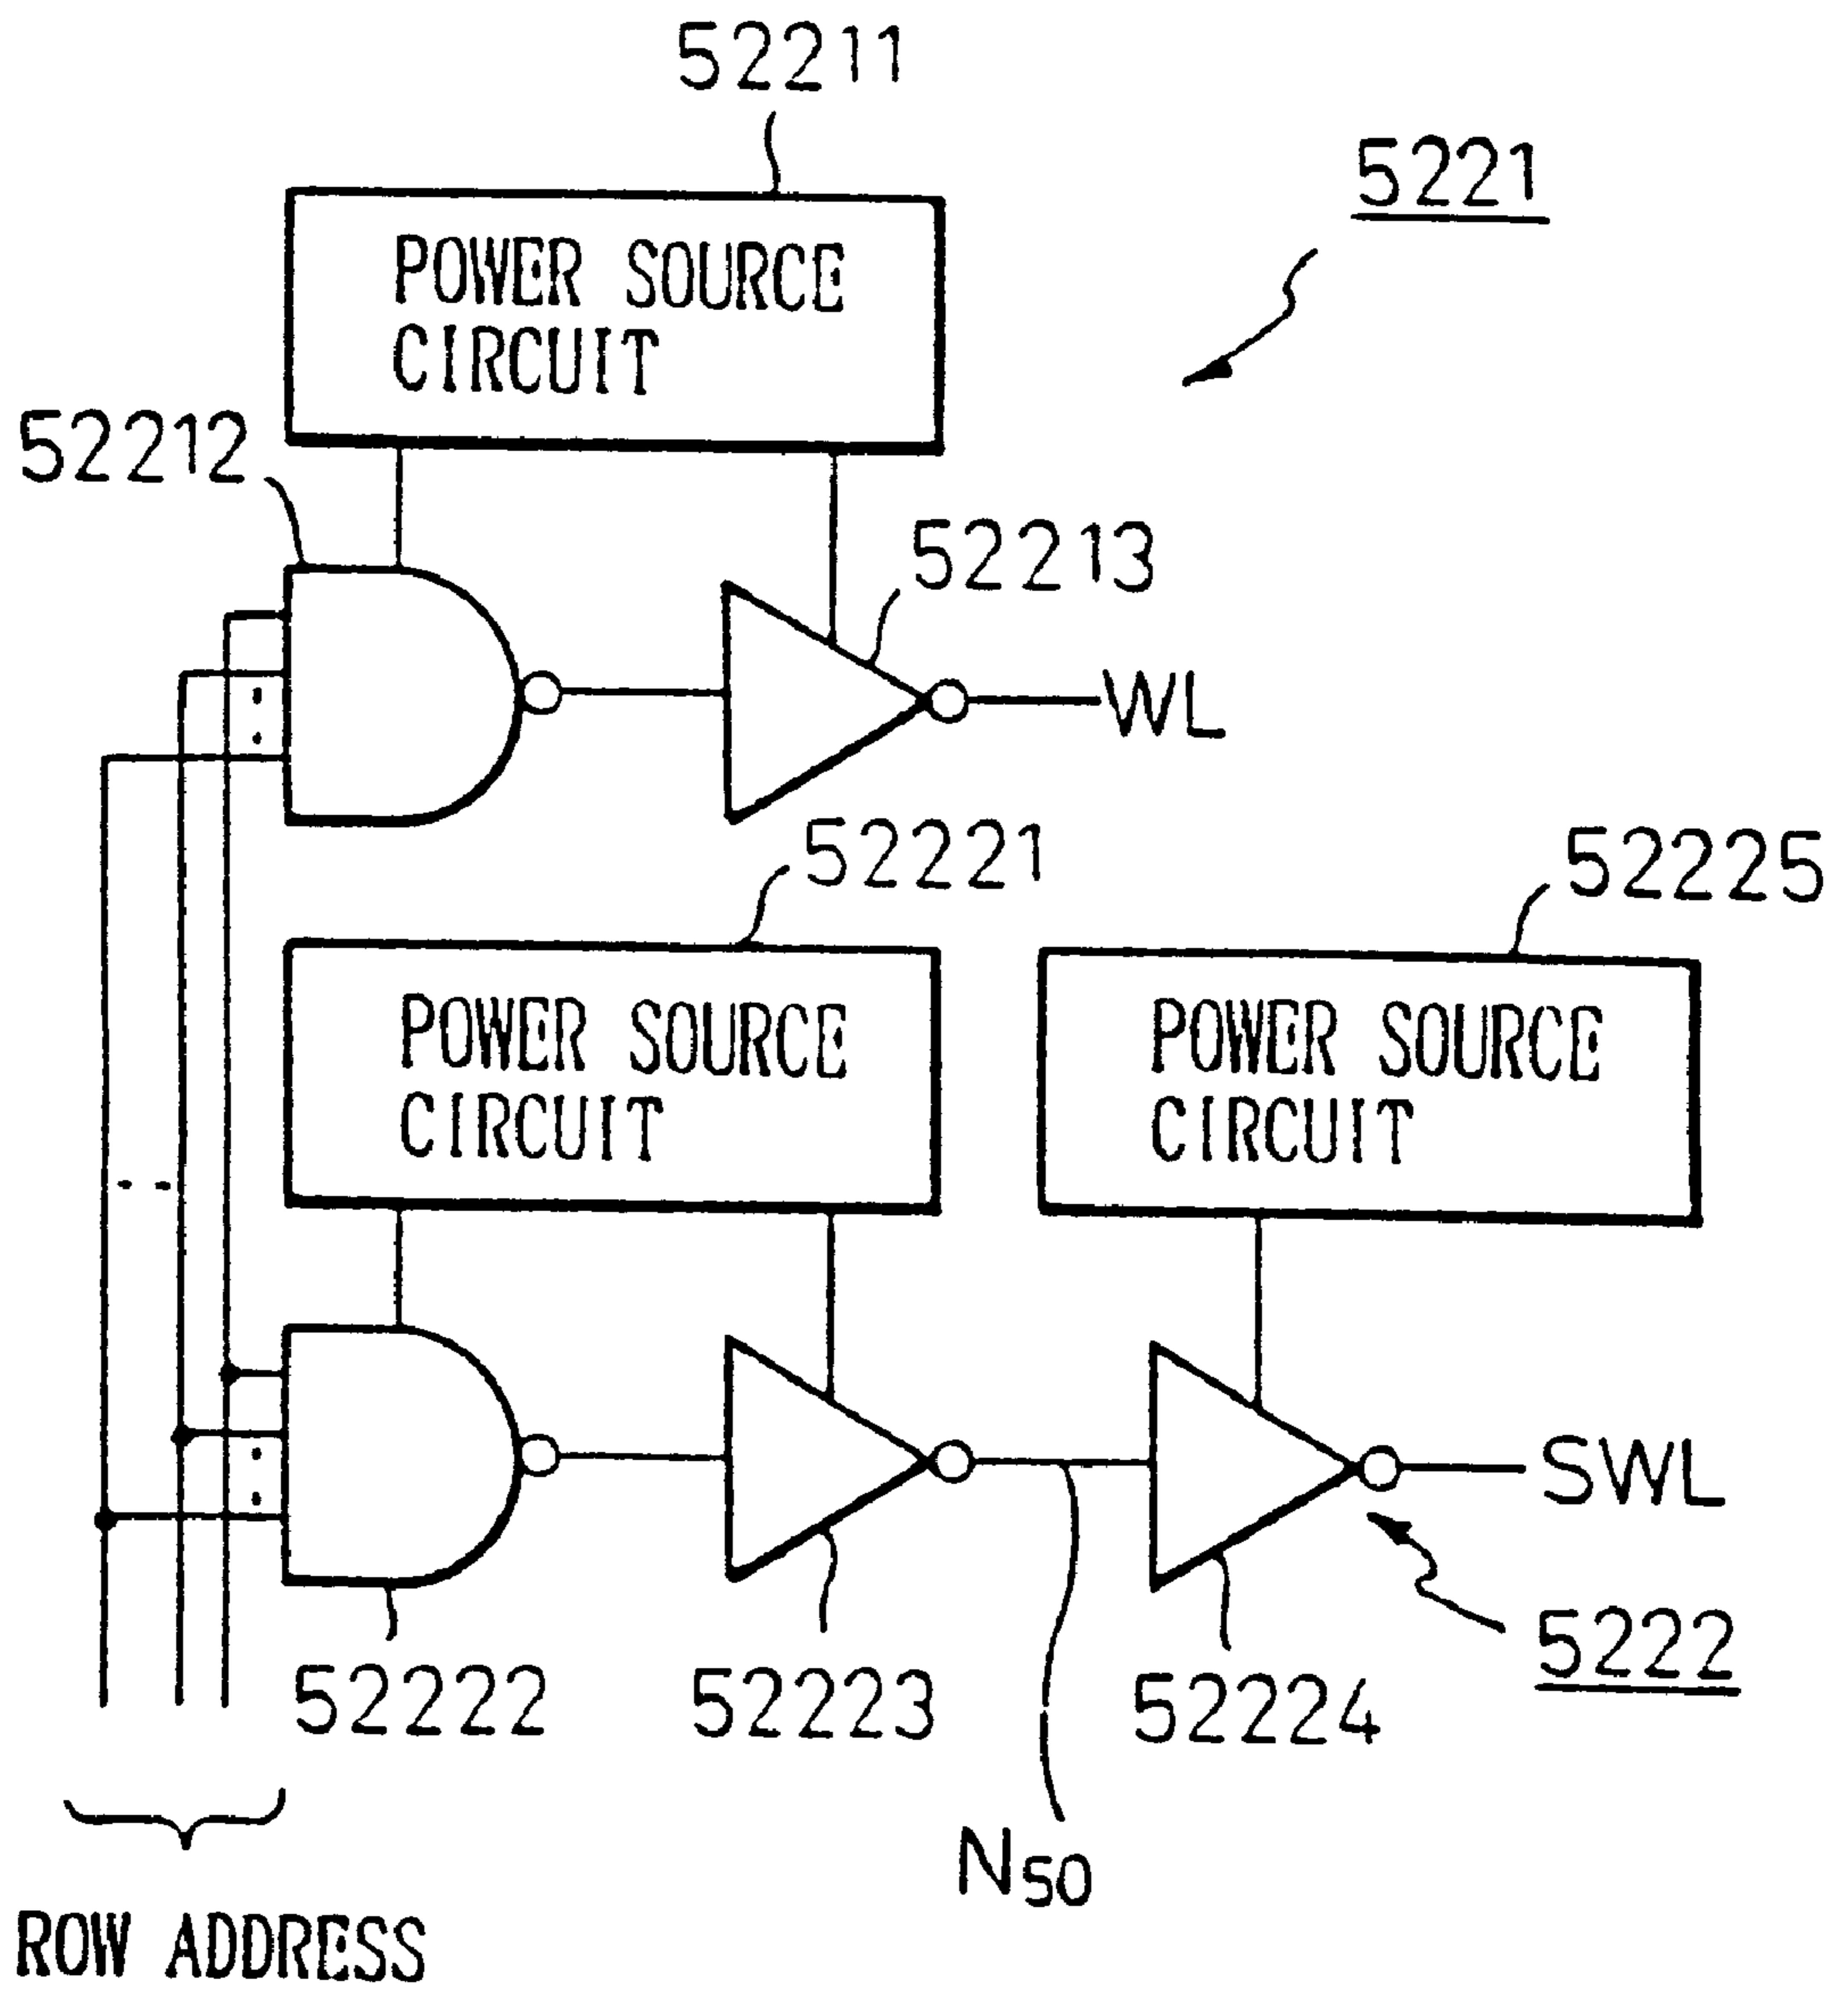 52211
5221
POWER SOURCE
CIRCUIT
52212
52213
WL
52221
52225
POWER SOURCE
CIRCUIT
POWER SOURCE
CIRCUIT
SWL
5222
52222
52223
52224
N50
ROW ADDRESS